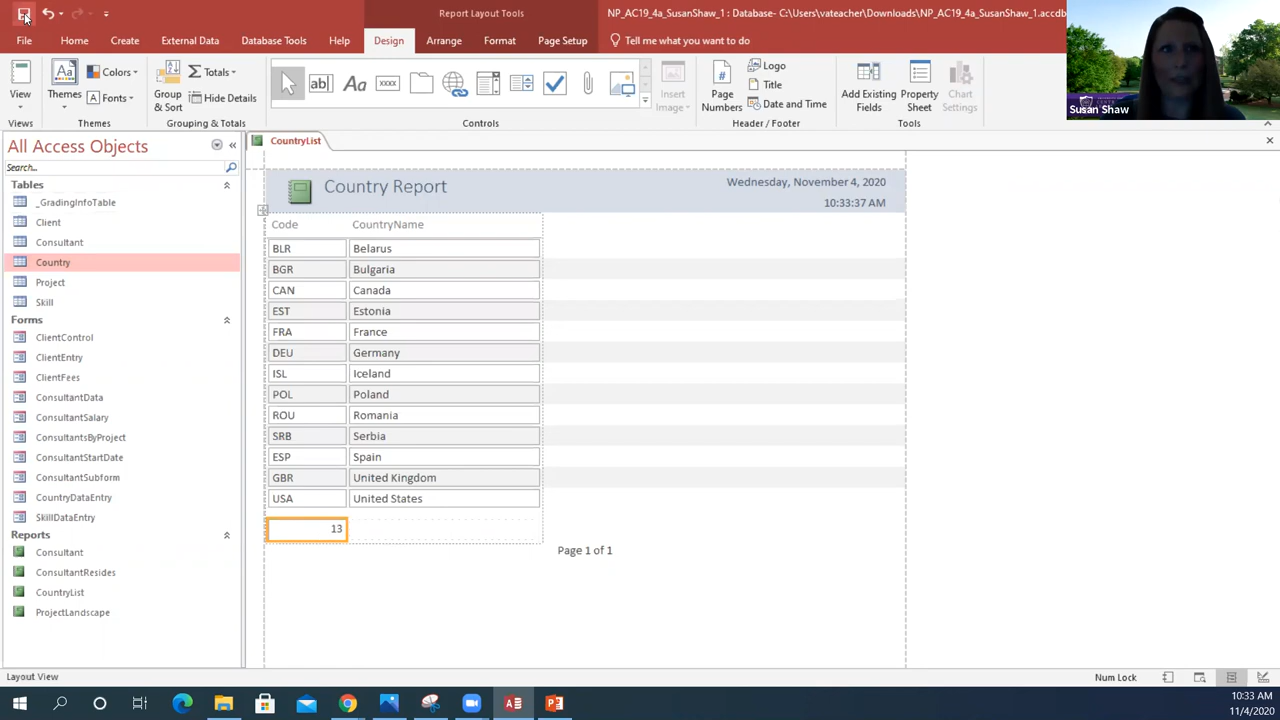 Report Layout Tools
NP_AC19_4a_SusanShaw_1 : Database- C:\Users\vateacher\Downloads\NP_AC19_4a_SusanShaw_1.accdb
File Home Create External Data Database Tools Help Design Arrange Format Page Setup Tell me what you want to do
View
Views
Themes
Colors
Fonts
Themes
Group & Sort
Totals
Hide Details
Grouping & Totals
ab|
Aa
xxxx
Insert Image
Controls
Page Numbers
Logo
Title
Date and Time
Header / Footer
Add Existing Fields
Property Sheet
Chart Settings
Tools
Susan Shaw
All Access Objects
Search...
Tables
_GradingInfoTable
Client
Consultant
Country
Project
Skill
Forms
ClientControl
ClientEntry
ClientFees
ConsultantData
ConsultantSalary
ConsultantsByProject
ConsultantStartDate
ConsultantSubform
CountryDataEntry
SkillDataEntry
Reports
Consultant
ConsultantResides
CountryList
ProjectLandscape
CountryList
Country Report
Wednesday, November 4, 2020
10:33:37 AM
Code CountryName
BLR Belarus
BGR Bulgaria
CAN Canada
EST Estonia
FRA France
DEU Germany
ISL Iceland
POL Poland
ROU Romania
SRB Serbia
ESP Spain
GBR United Kingdom
USA United States
13
Page 1 of 1
Layout View
Num Lock
10:33 AM
11/4/2020